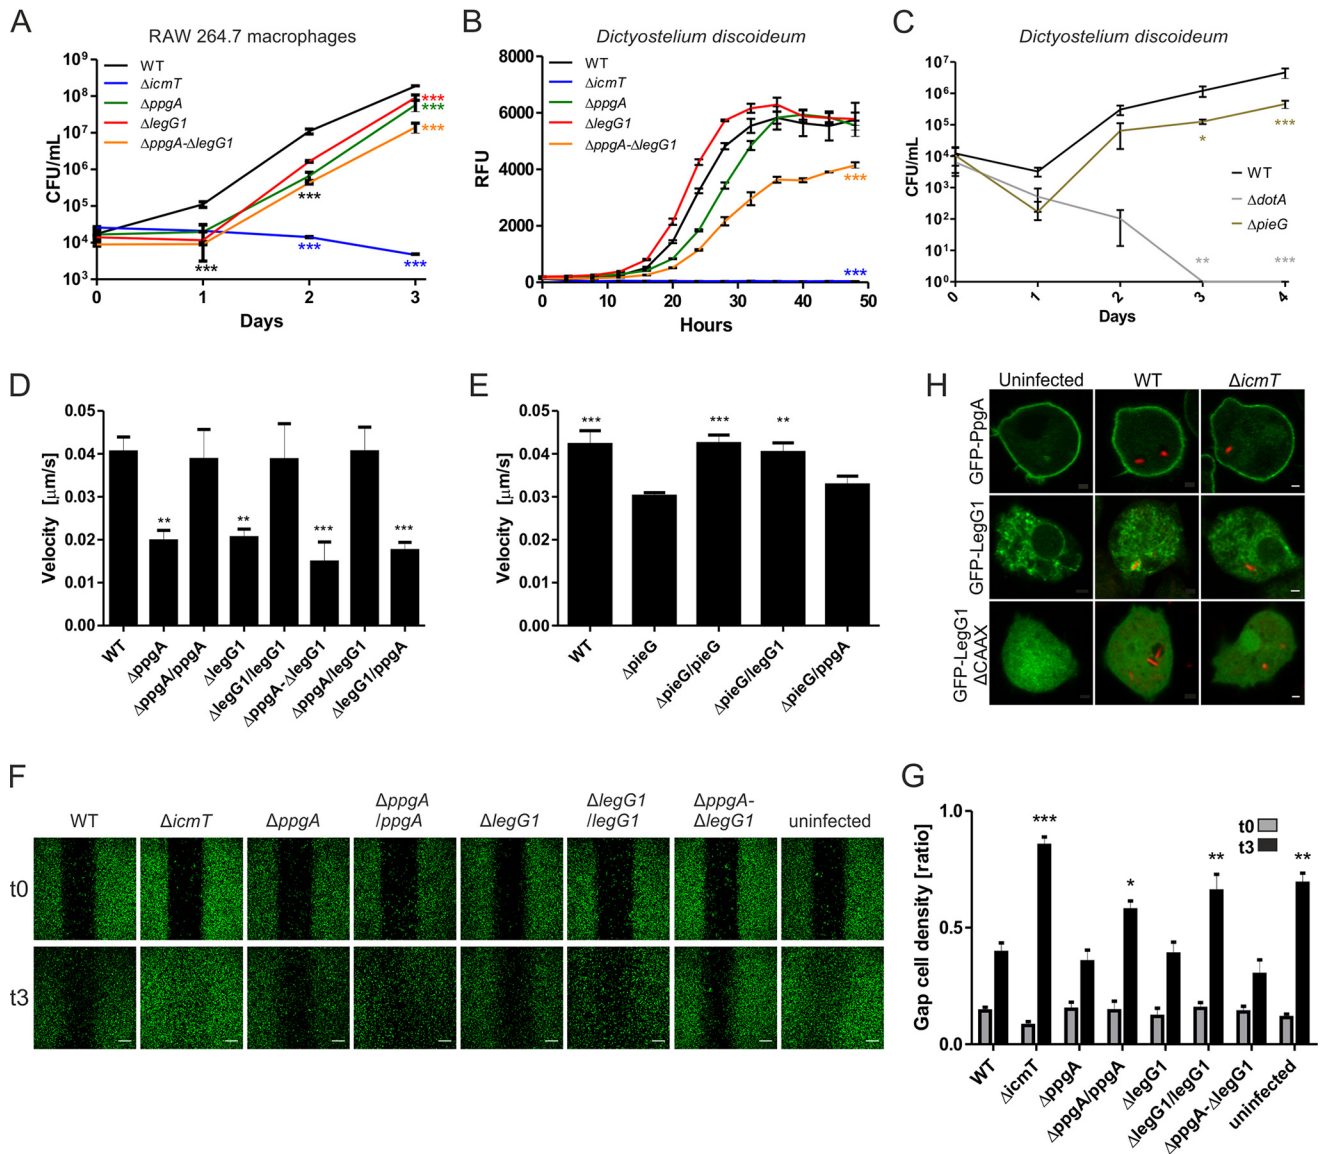 A
RAW 264.7 macrophages
CFU/mL
10⁹
10⁸
10⁷
10⁶
10⁵
10⁴
10³
WT
ΔicmT
ΔppgA
ΔlegG1
ΔppgA-ΔlegG1
***
***
***
***
***
***
***
0
1
2
3
Days
B
Dictyostelium discoideum
RFU
8000
6000
4000
2000
0
WT
ΔicmT
ΔppgA
ΔlegG1
ΔppgA-ΔlegG1
***
***
0
10
20
30
40
50
Hours
C
Dictyostelium discoideum
CFU/mL
10⁷
10⁶
10⁵
10⁴
10³
10²
10¹
10⁰
*
***
WT
ΔdotA
ΔpieG
**
***
0
1
2
3
4
Days
D
Velocity [μm/s]
0.05
0.04
0.03
0.02
0.01
0.00
**
**
***
***
WT
ΔppgA
ΔppgA/ppgA
ΔlegG1
ΔlegG1/legG1
ΔppgA-ΔlegG1
ΔppgA/legG1
ΔlegG1/ppgA
E
Velocity [μm/s]
0.05
0.04
0.03
0.02
0.01
0.00
***
***
**
WT
ΔpieG
ΔpieG/pieG
ΔpieG/legG1
ΔpieG/ppgA
H
Uninfected
WT
ΔicmT
GFP-PpgA
GFP-LegG1
GFP-LegG1
ΔCAAX
F
WT
ΔicmT
ΔppgA
ΔppgA
/ppgA
ΔlegG1
ΔlegG1
/legG1
ΔppgA-
ΔlegG1
uninfected
t0
t3
G
Gap cell density [ratio]
1.0
0.5
0.0
t0
t3
***
*
**
**
WT
ΔicmT
ΔppgA
ΔppgA/ppgA
ΔlegG1
ΔlegG1/legG1
ΔppgA-ΔlegG1
uninfected